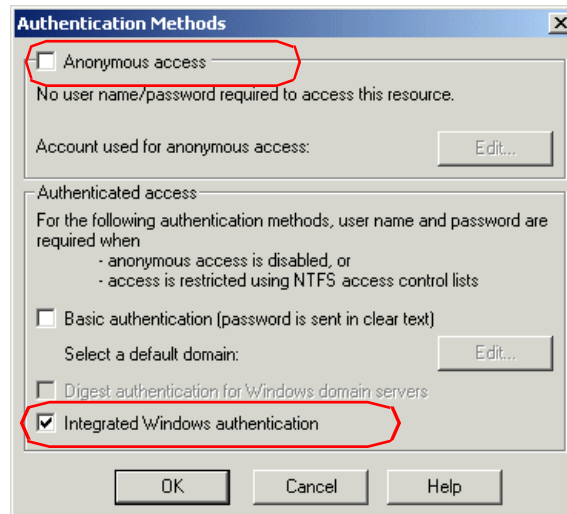 Authentication Methods
Anonymous access
No user name/password required to access this resource.
Account used for anonymous access:
Edit...
Authenticated access
For the following authentication methods, user name and password are
required when
- anonymous access is disabled, or
- access is restricted using NTFS access control lists
Basic authentication (password is sent in clear text)
Select a default domain:
Edit...
Digest authentication for Windows domain servers
Integrated Windows authentication
OK
Cancel
Help